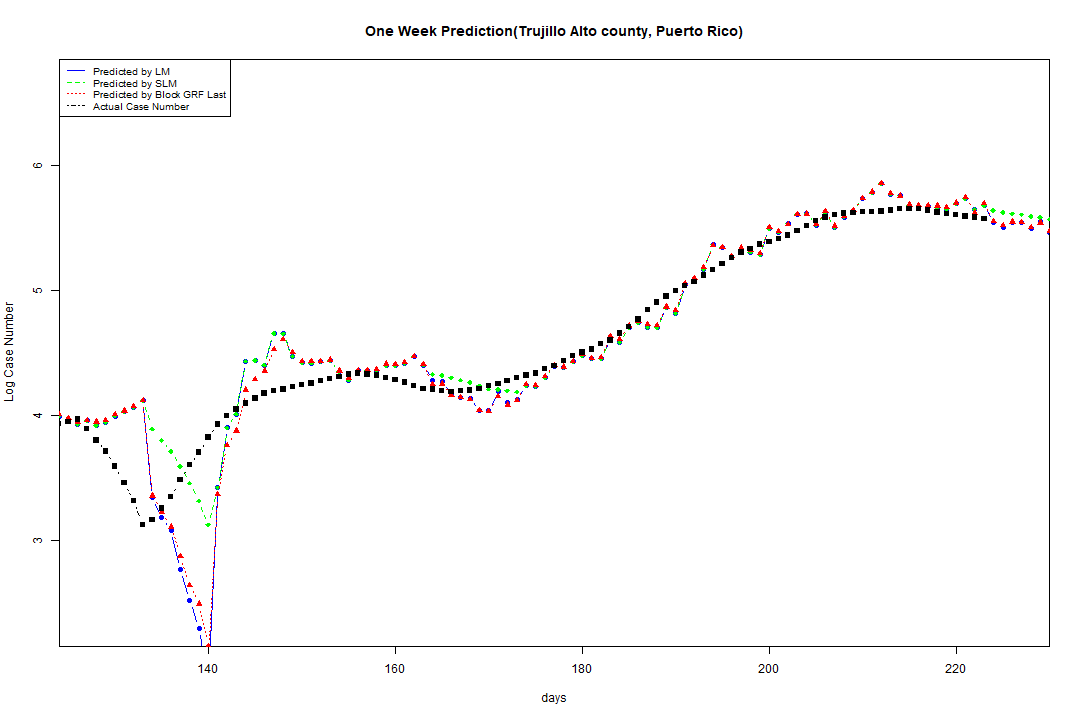 One Week Prediction(Trujillo Alto county, Puerto Rico)
Predicted by LM
Predicted by SLM
Predicted by Block GRF Last
Actual Case Number
6
5
4
3
Log Case Number
140 160 180 200 220
days